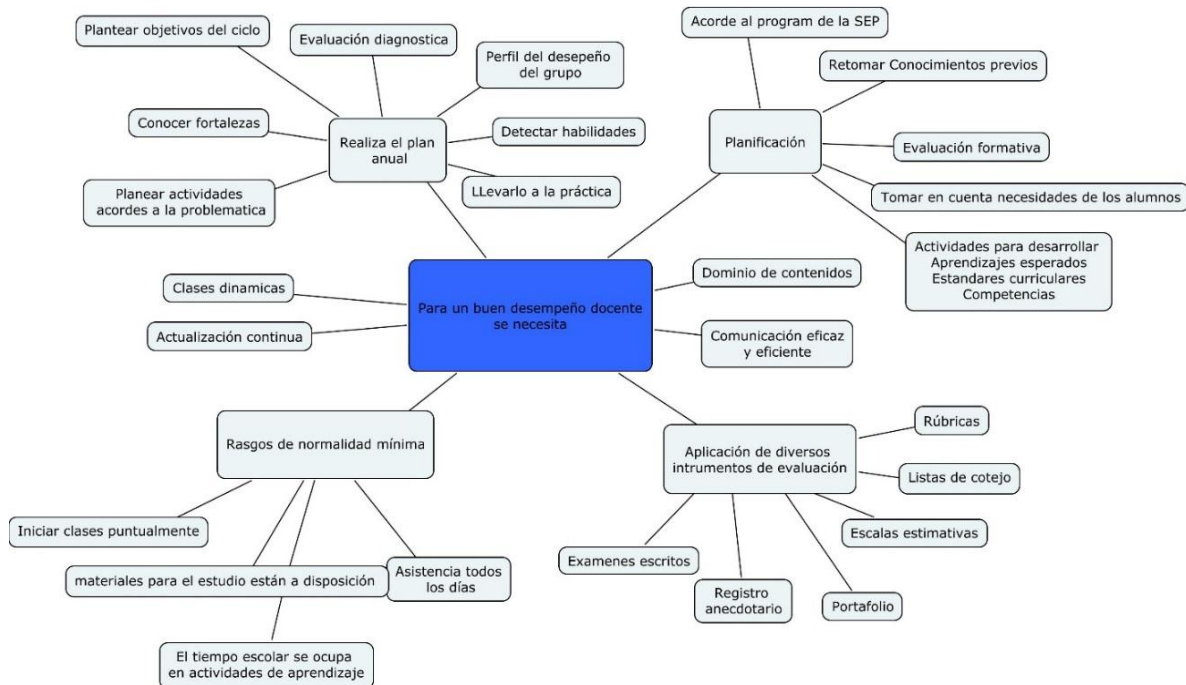 Plantear objetivos del ciclo
Evaluación diagnostica
Perfil del desepeño
del grupo
Conocer fortalezas
Realiza el plan
anual
Detectar habilidades
Planear actividades
acordes a la problematica
LLevarlo a la práctica
Acorde al program de la SEP
Retomar Conocimientos previos
Planificación
Evaluación formativa
Tomar en cuenta necesidades de los alumnos
Actividades para desarrollar
Aprendizajes esperados
Estandares curriculares
Competencias
Clases dinamicas
Actualización continua
Para un buen desempeño docente
se necesita
Dominio de contenidos
Comunicación eficaz
y eficiente
Rasgos de normalidad mínima
Iniciar clases puntualmente
materiales para el estudio están a disposición
Asistencia todos
los días
El tiempo escolar se ocupa
en actividades de aprendizaje
Aplicación de diversos
intrumentos de evaluación
Rúbricas
Listas de cotejo
Escalas estimativas
Examenes escritos
Registro
anecdotario
Portafolio